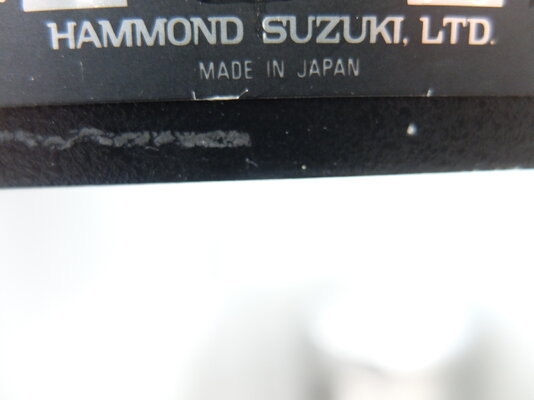 HAMMOND SUZUKI, LTD.
MADE IN JAPAN